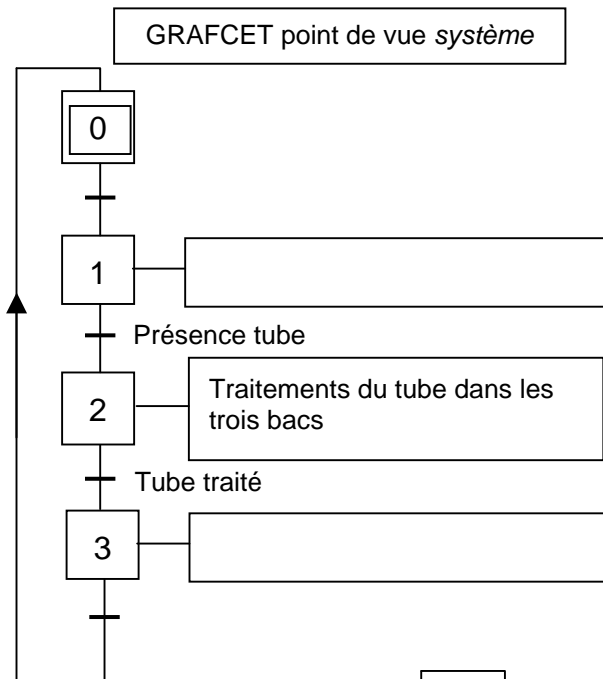 GRAFCET point de vue système
0
1
Présence tube
2
Traitements du tube dans les
trois bacs
Tube traité
3